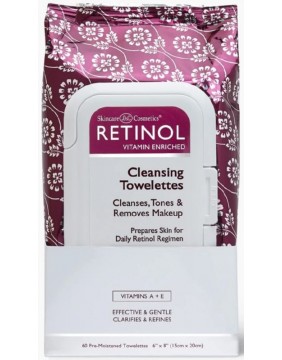 Skincare LdeL Cosmetics®
RETINOL
VITAMIN ENRICHED
Cleansing
Towelettes
Cleanses, Tones &
Removes Makeup
Prepares Skin for
Daily Retinol Regimen
VITAMINS A + E
EFFECTIVE & GENTLE
CLARIFIES & REFINES
60 Pre-Moistened Towelettes 6" x 8" (15cm x 20cm)